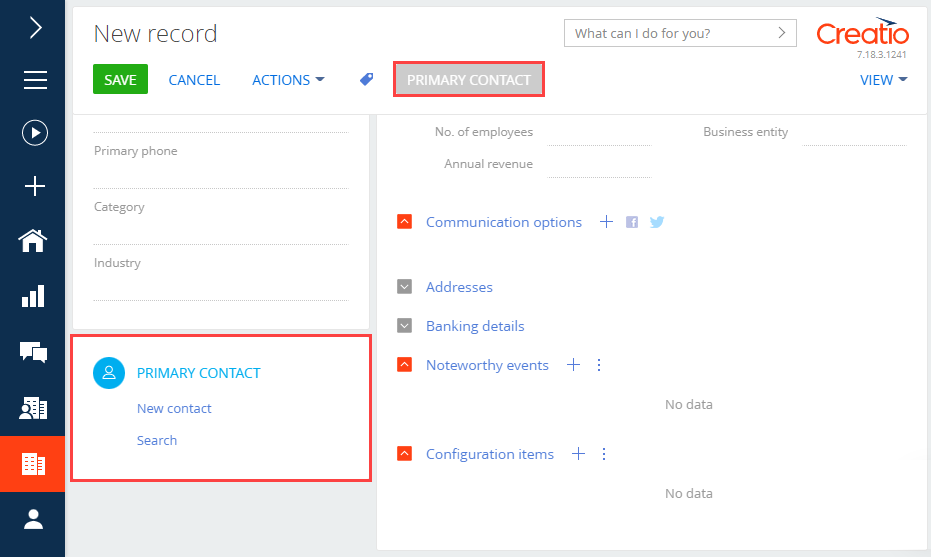 New record
What can I do for you?
Creatio
7.18.3.1241
SAVE
CANCEL
ACTIONS
PRIMARY CONTACT
VIEW
Primary phone
Category
Industry
PRIMARY CONTACT
New contact
Search
No. of employees
Business entity
Annual revenue
Communication options
Addresses
Banking details
Noteworthy events
No data
Configuration items
No data